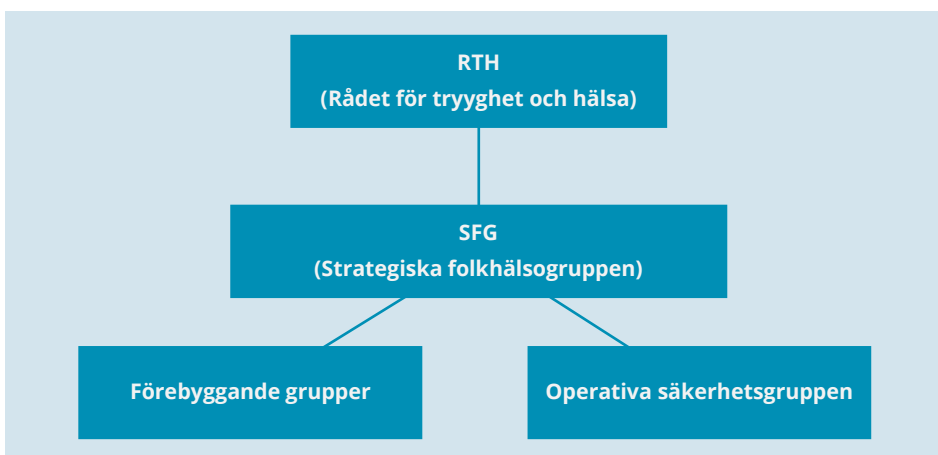 RTH
(Rådet för tryyghet och hälsa)
SFG
(Strategiska folkhälsogruppen)
Förebyggande grupper
Operativa säkerhetsgruppen